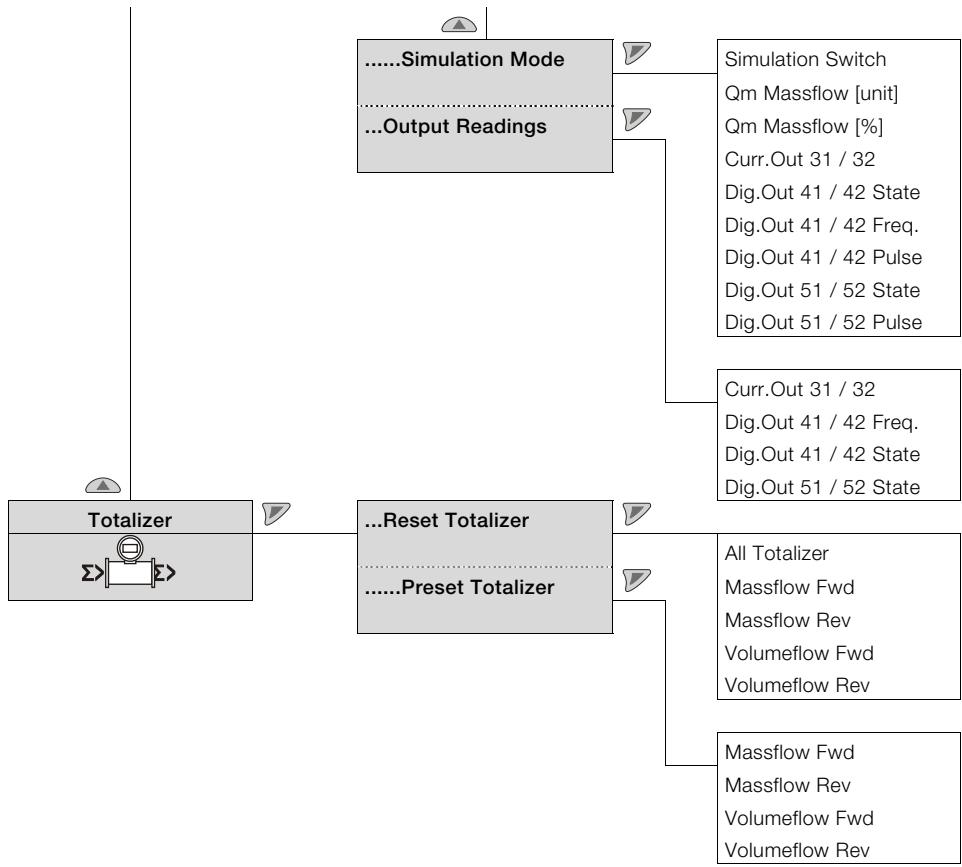 ......Simulation Mode
...Output Readings
Simulation Switch
Qm Massflow [unit]
Qm Massflow [%]
Curr.Out 31 / 32
Dig.Out 41 / 42 State
Dig.Out 41 / 42 Freq.
Dig.Out 41 / 42 Pulse
Dig.Out 51 / 52 State
Dig.Out 51 / 52 Pulse
Curr.Out 31 / 32
Dig.Out 41 / 42 Freq.
Dig.Out 41 / 42 State
Dig.Out 51 / 52 State
Totalizer
Σ> Σ>
...Reset Totalizer
......Preset Totalizer
All Totalizer
Massflow Fwd
Massflow Rev
Volumeflow Fwd
Volumeflow Rev
Massflow Fwd
Massflow Rev
Volumeflow Fwd
Volumeflow Rev